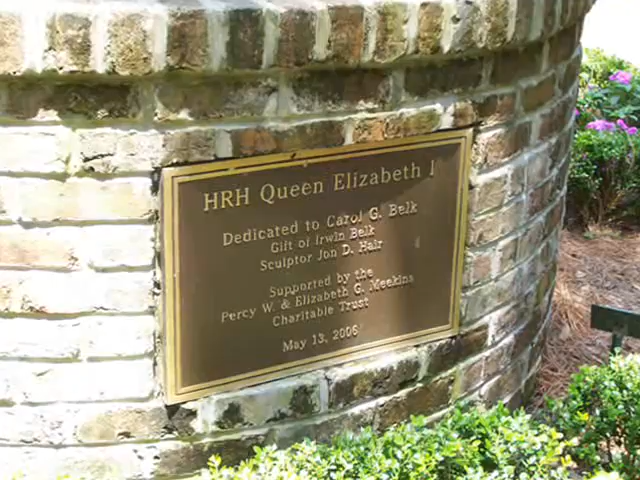 HRH Queen Elizabeth I
Dedicated to Carol G. Belk
Gift of Irwin Belk
Sculptor Jon D. Hair
Supported by the
Percy W. & Elizabeth G. Meekins
Charitable Trust
May 13, 2006